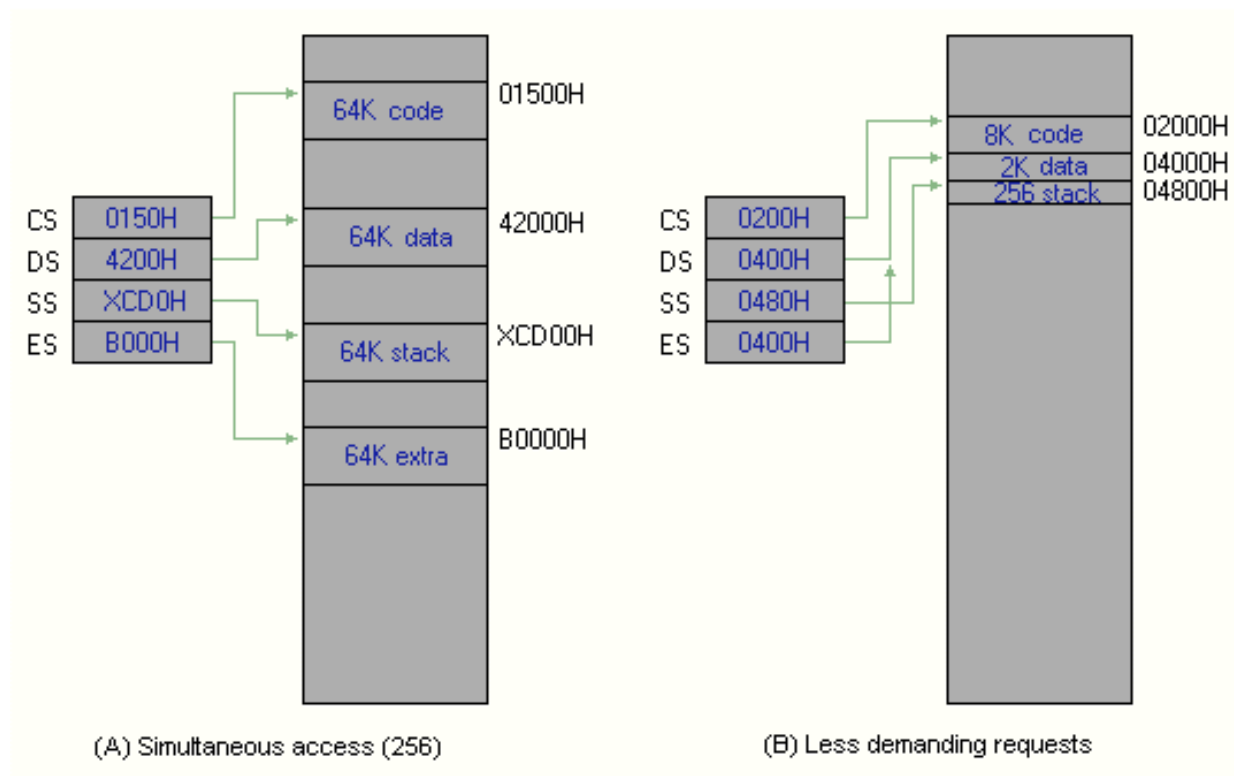 64K code
01500H
CS 0150H
DS 4200H
SS XCD0H
ES B000H
64K data
42000H
64K stack
XCD00H
64K extra
B0000H
(A) Simultaneous access (256)
8K code
02000H
2K data
04000H
256 stack
04800H
CS 0200H
DS 0400H
SS 0480H
ES 0400H
(B) Less demanding requests